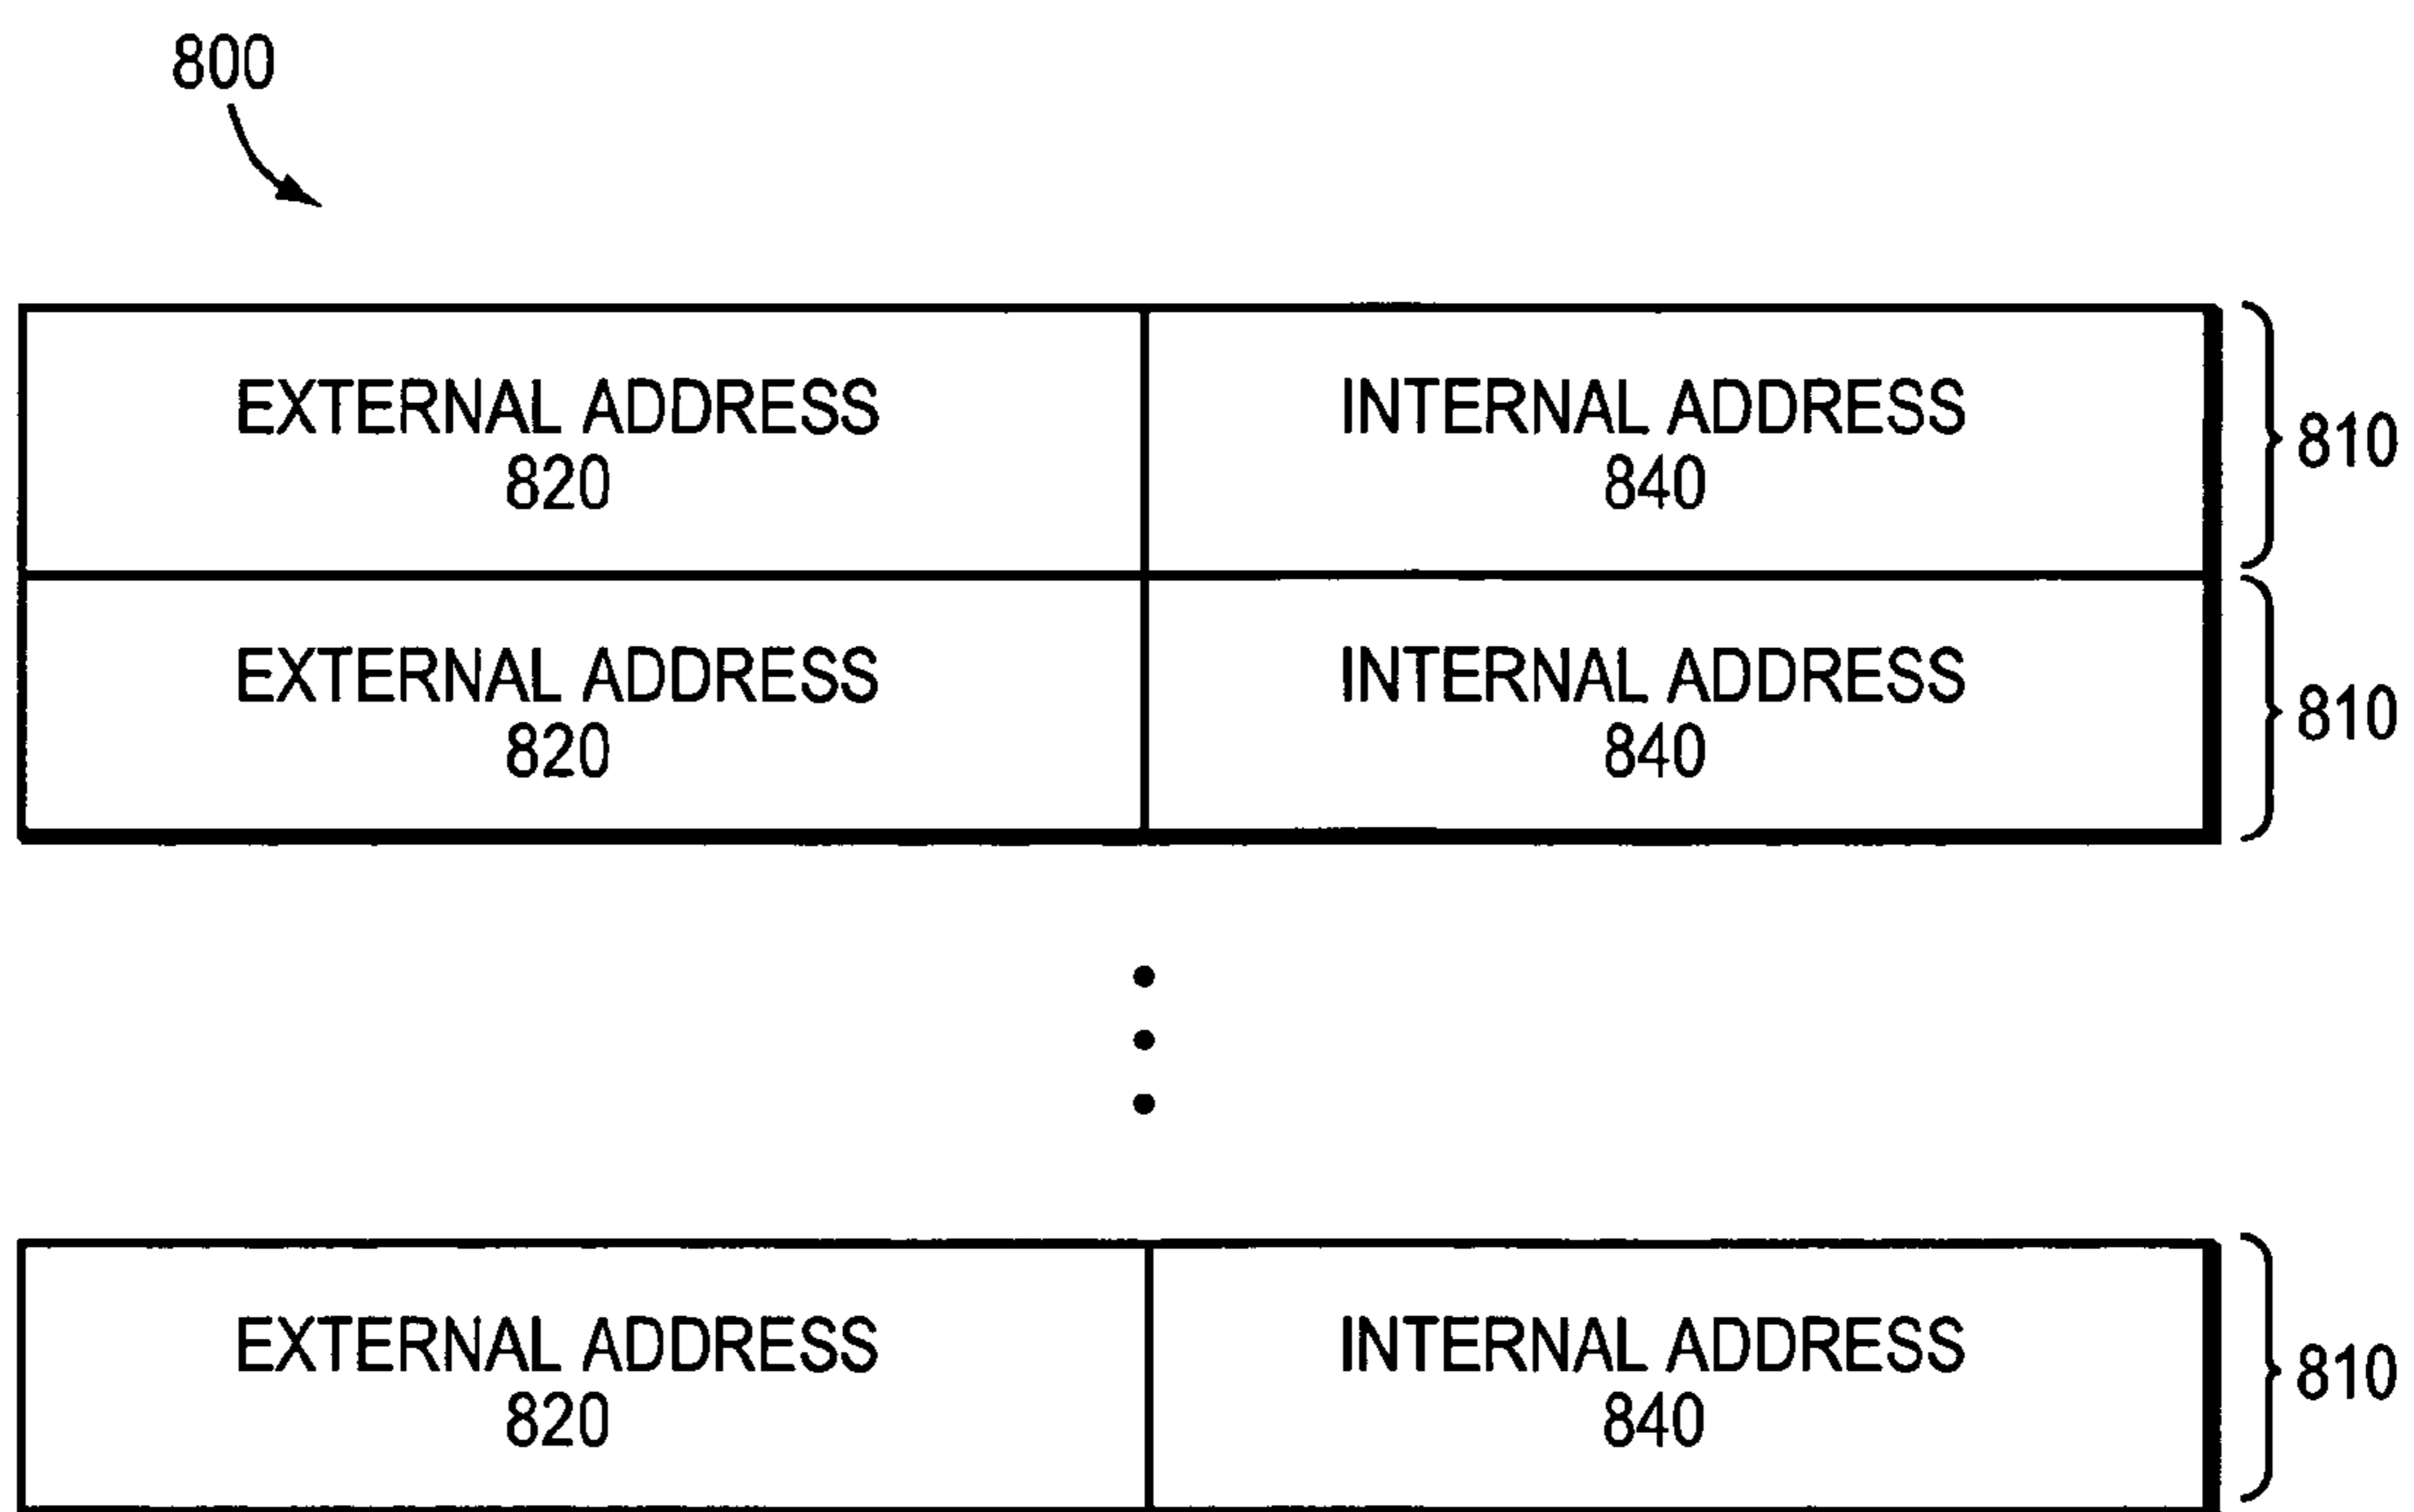 800
EXTERNAL ADDRESS
820
INTERNAL ADDRESS
840
810
EXTERNAL ADDRESS
820
INTERNAL ADDRESS
840
810
EXTERNAL ADDRESS
820
INTERNAL ADDRESS
840
810